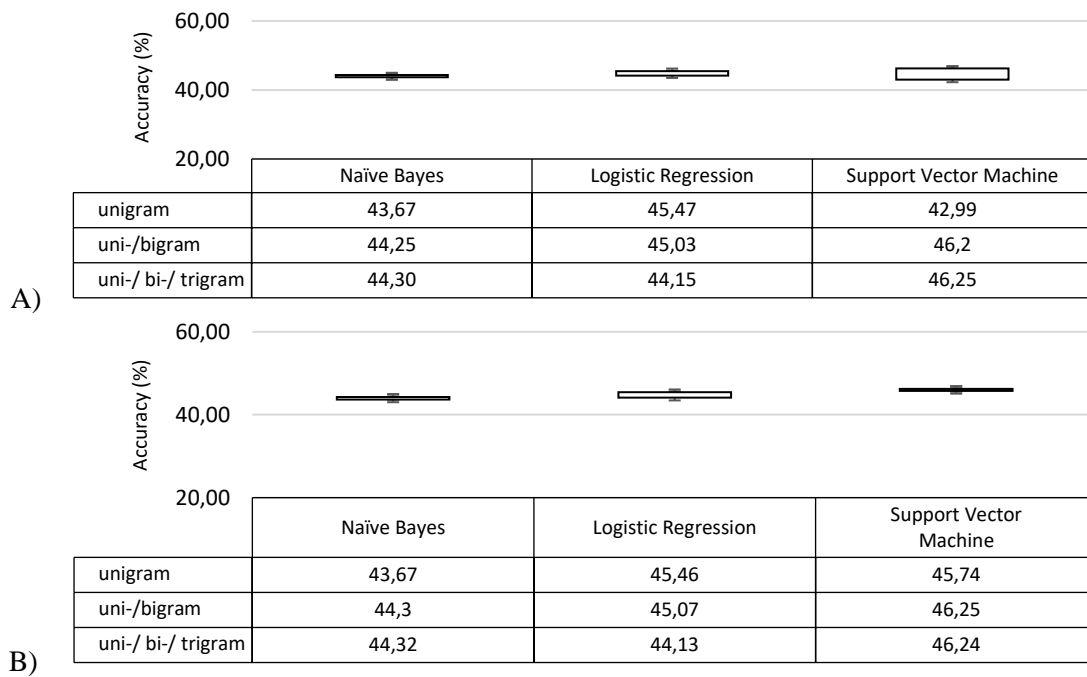 60,00
40,00
20,00
Accuracy (%)
Naïve Bayes Logistic Regression Support Vector Machine
unigram 43,67 45,47 42,99
uni-/bigram 44,25 45,03 46,2
uni-/ bi-/ trigram 44,30 44,15 46,25
A)
60,00
40,00
20,00
Accuracy (%)
Naïve Bayes Logistic Regression Support Vector
Machine
unigram 43,67 45,46 45,74
uni-/bigram 44,3 45,07 46,25
uni-/ bi-/ trigram 44,32 44,13 46,24
B)